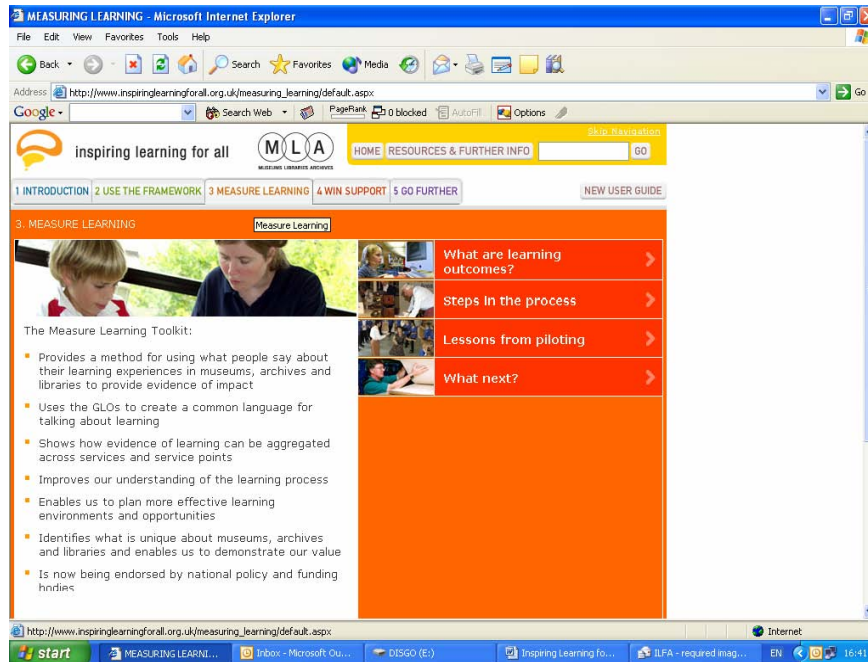 MEASURING LEARNING - Microsoft Internet Explorer
File Edit View Favorites Tools Help
Back Search Favorites Media
Address http://www.inspiringlearningforall.org.uk/measuring_learning/default.aspx Go
Google Search Web PageRank 0 blocked AutoFill Options
Skip Navigation
inspiring learning for all MLA HOME RESOURCES & FURTHER INFO GO
MUSEUMS LIBRARIES ARCHIVES
1 INTRODUCTION 2 USE THE FRAMEWORK 3 MEASURE LEARNING 4 WIN SUPPORT 5 GO FURTHER NEW USER GUIDE
3. MEASURE LEARNING Measure Learning
What are learning
outcomes?
Steps in the process
Lessons from piloting
What next?
The Measure Learning Toolkit:
Provides a method for using what people say about
their learning experiences in museums, archives and
libraries to provide evidence of impact
Uses the GLOs to create a common language for
talking about learning
Shows how evidence of learning can be aggregated
across services and service points
Improves our understanding of the learning process
Enables us to plan more effective learning
environments and opportunities
Identifies what is unique about museums, archives
and libraries and enables us to demonstrate our value
Is now being endorsed by national policy and funding
bodies
http://www.inspiringlearningforall.org.uk/measuring_learning/default.aspx Internet
start MEASURING LEARNI... Inbox - Microsoft Ou... DISGO (E:) Inspiring Learning fo... ILFA - required imag... EN 16:41